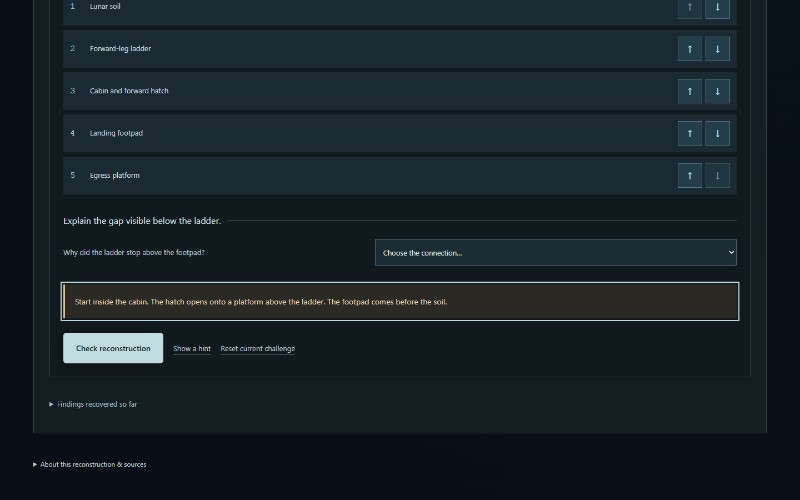 1 Lunar soil ↑ ↓
2 Forward-leg ladder ↑ ↓
3 Cabin and forward hatch ↑ ↓
4 Landing footpad ↑ ↓
5 Egress platform ↑ ↓
Explain the gap visible below the ladder.
Why did the ladder stop above the footpad? Choose the connection...
Start inside the cabin. The hatch opens onto a platform above the ladder. The footpad comes before the soil.
Check reconstruction Show a hint Reset current challenge
▶ Findings recovered so far
▶ About this reconstruction & sources